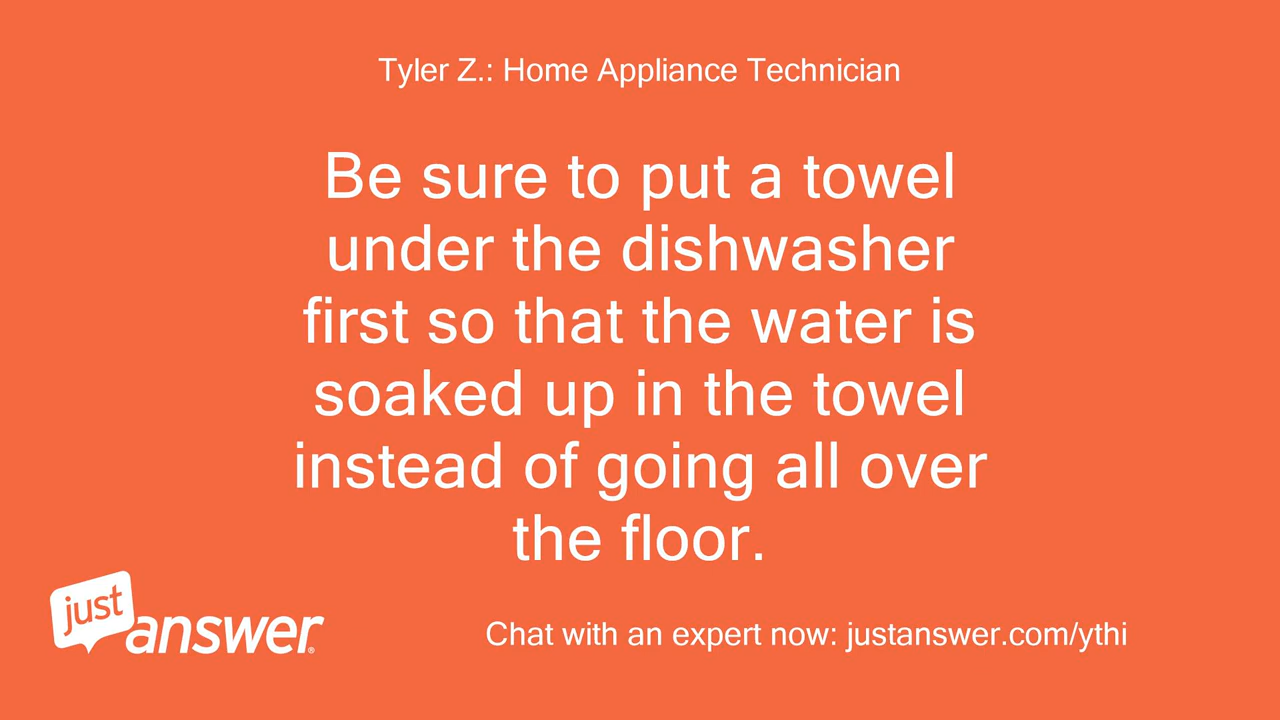 Tyler Z.: Home Appliance Technician
Be sure to put a towel
under the dishwasher
first so that the water is
soaked up in the towel
instead of going all over
the floor.
just
answer®
Chat with an expert now: justanswer.com/ythi